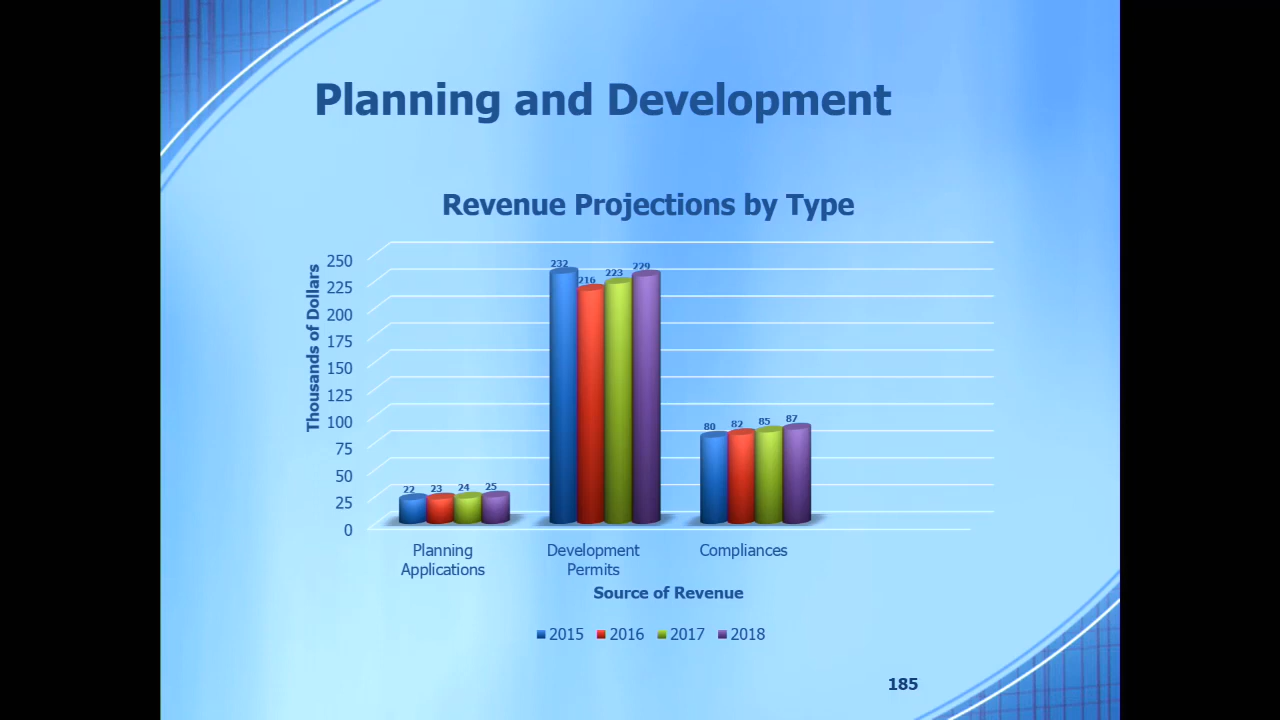 Planning and Development
Revenue Projections by Type
Thousands of Dollars
250
225
200
175
150
125
100
75
50
25
0
22 23 24 25
232 216 223 229
80 82 85 87
Planning
Applications
Development
Permits
Compliances
Source of Revenue
2015 2016 2017 2018
185